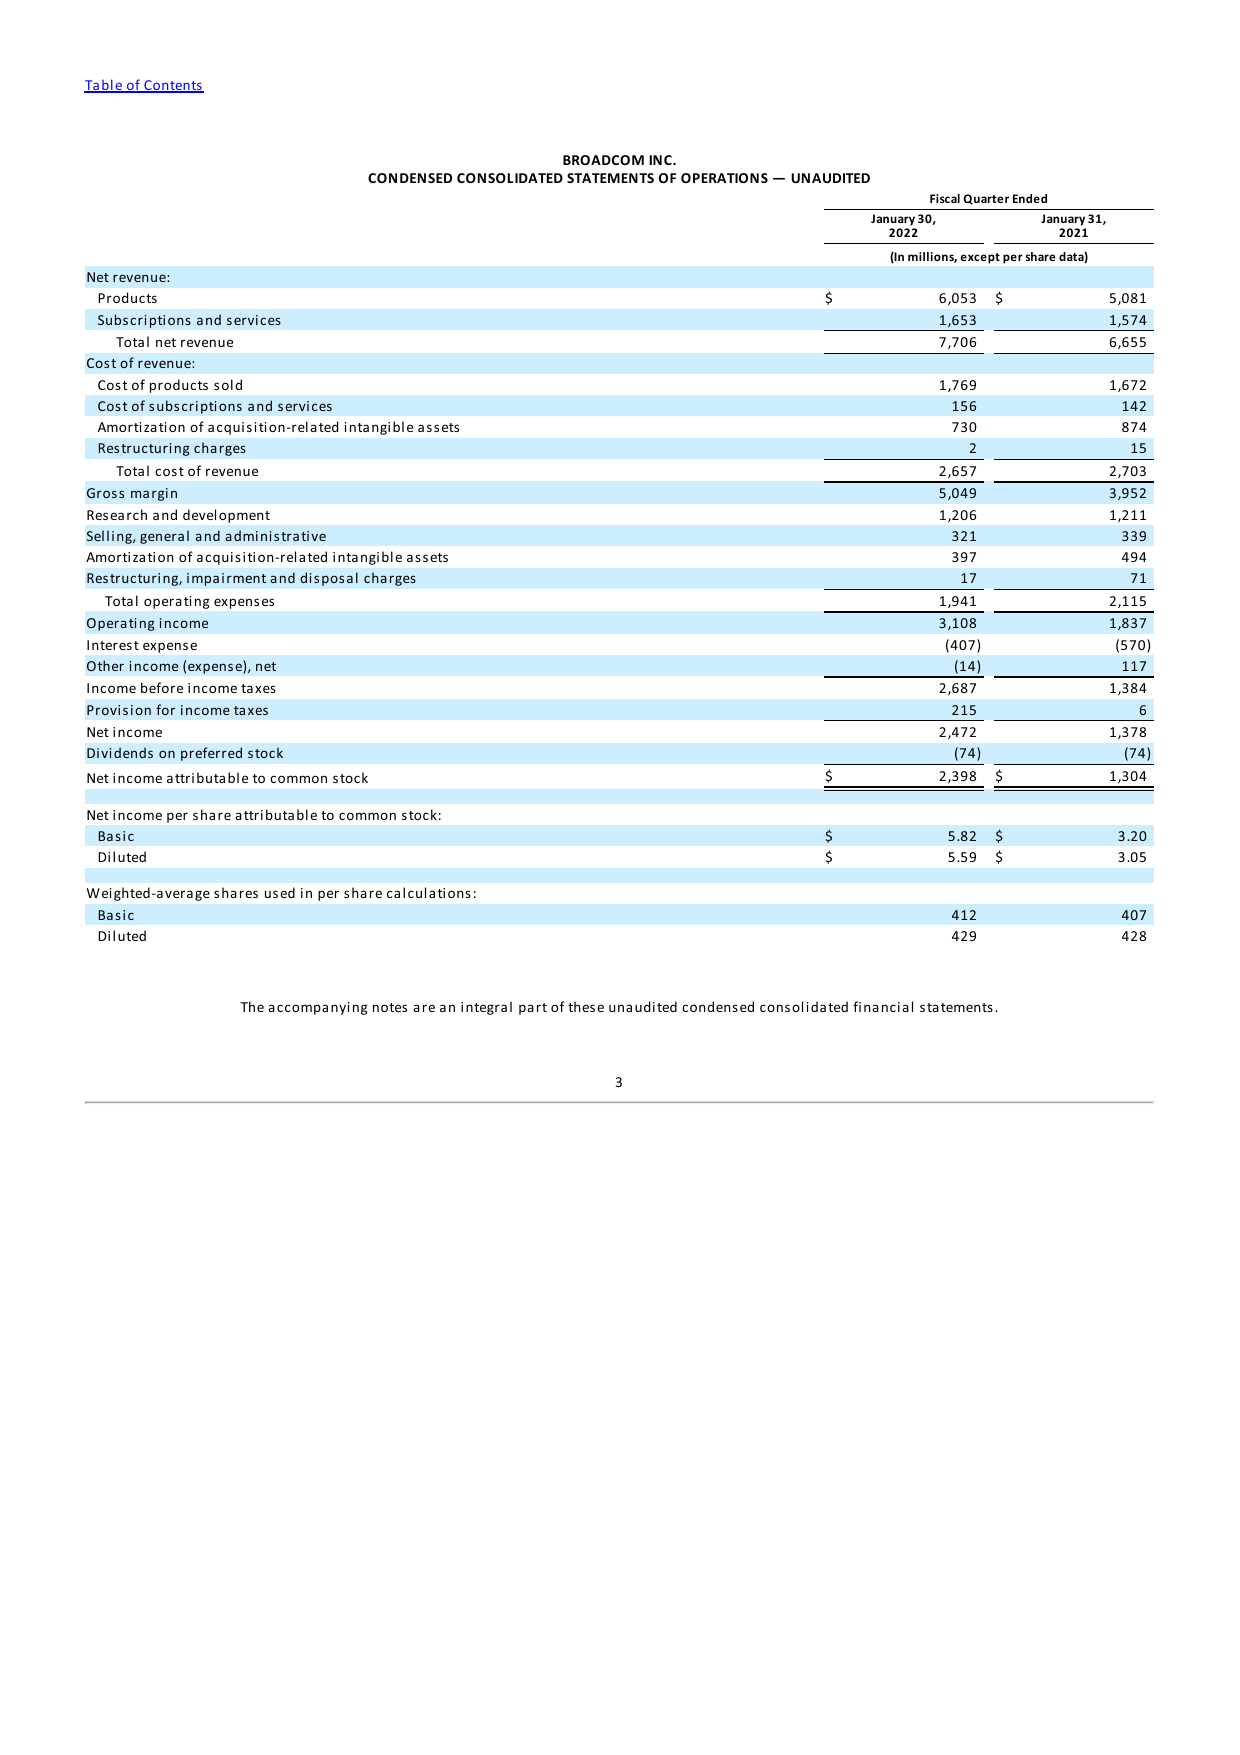 Table of Contents
BROADCOM INC.
CONDENSED CONSOLIDATED STATEMENTS OF OPERATIONS — UNAUDITED
Fiscal Quarter Ended
January 30, January 31,
2022 2021
(In millions, except per share data)
Net revenue:
Products $ 6,053 $ 5,081
Subscriptions and services 1,653 1,574
Total net revenue 7,706 6,655
Cost of revenue:
Cost of products sold 1,769 1,672
Cost of subscriptions and services 156 142
Amortization of acquisition-related intangible assets 730 874
Restructuring charges 2 15
Total cost of revenue 2,657 2,703
Gross margin 5,049 3,952
Research and development 1,206 1,211
Selling, general and administrative 321 339
Amortization of acquisition-related intangible assets 397 494
Restructuring, impairment and disposal charges 17 71
Total operating expenses 1,941 2,115
Operating income 3,108 1,837
Interest expense (407) (570)
Other income (expense), net (14) 117
Income before income taxes 2,687 1,384
Provision for income taxes 215 6
Net income 2,472 1,378
Dividends on preferred stock (74) (74)
Net income attributable to common stock $ 2,398 $ 1,304
Net income per share attributable to common stock:
Basic $ 5.82 $ 3.20
Diluted $ 5.59 $ 3.05
Weighted-average shares used in per share calculations:
Basic 412 407
Diluted 429 428
The accompanying notes are an integral part of these unaudited condensed consolidated financial statements.
3